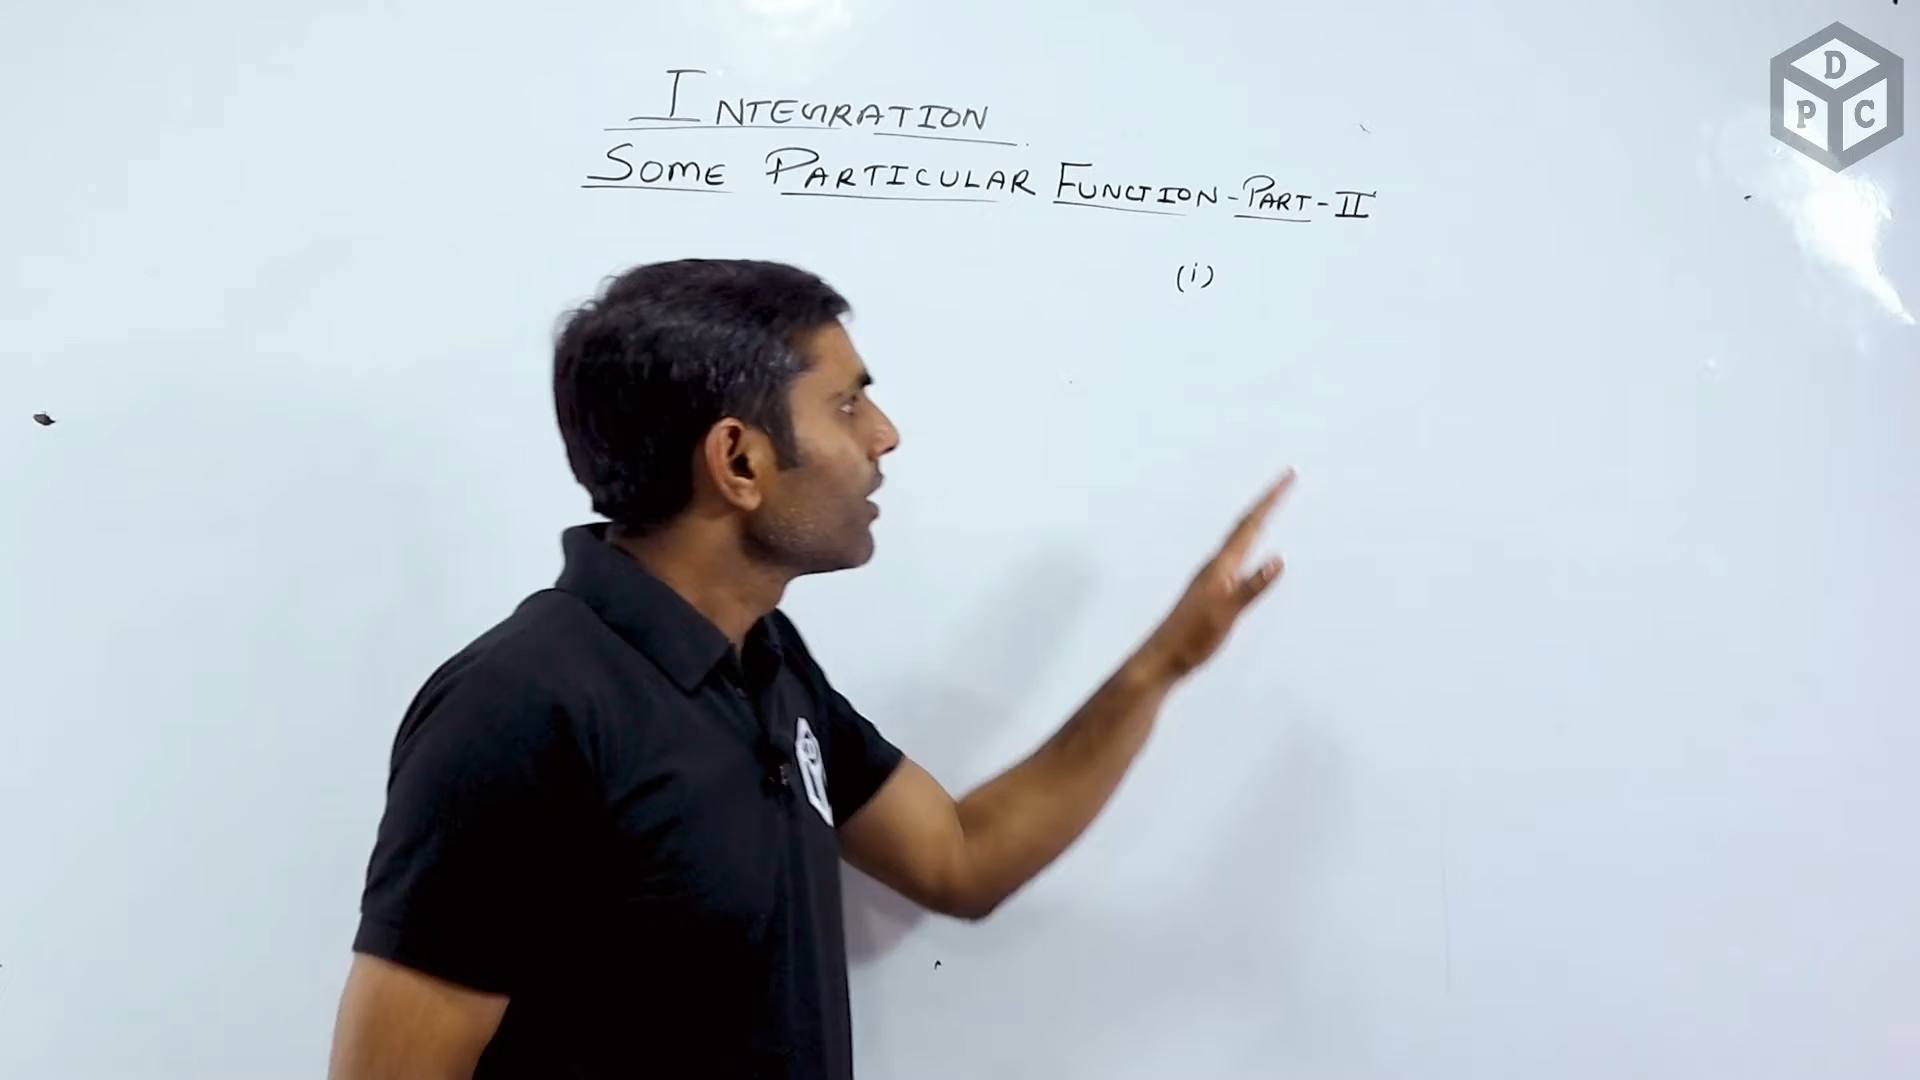 INTEGRATION
SOME PARTICULAR FUNCTION - PART - II
(i)
D
P C